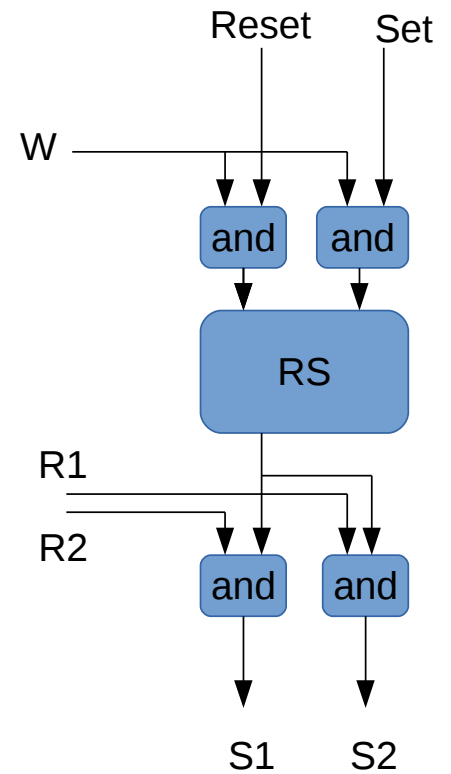 Reset Set
W
and and
RS
R1
R2
and and
S1 S2